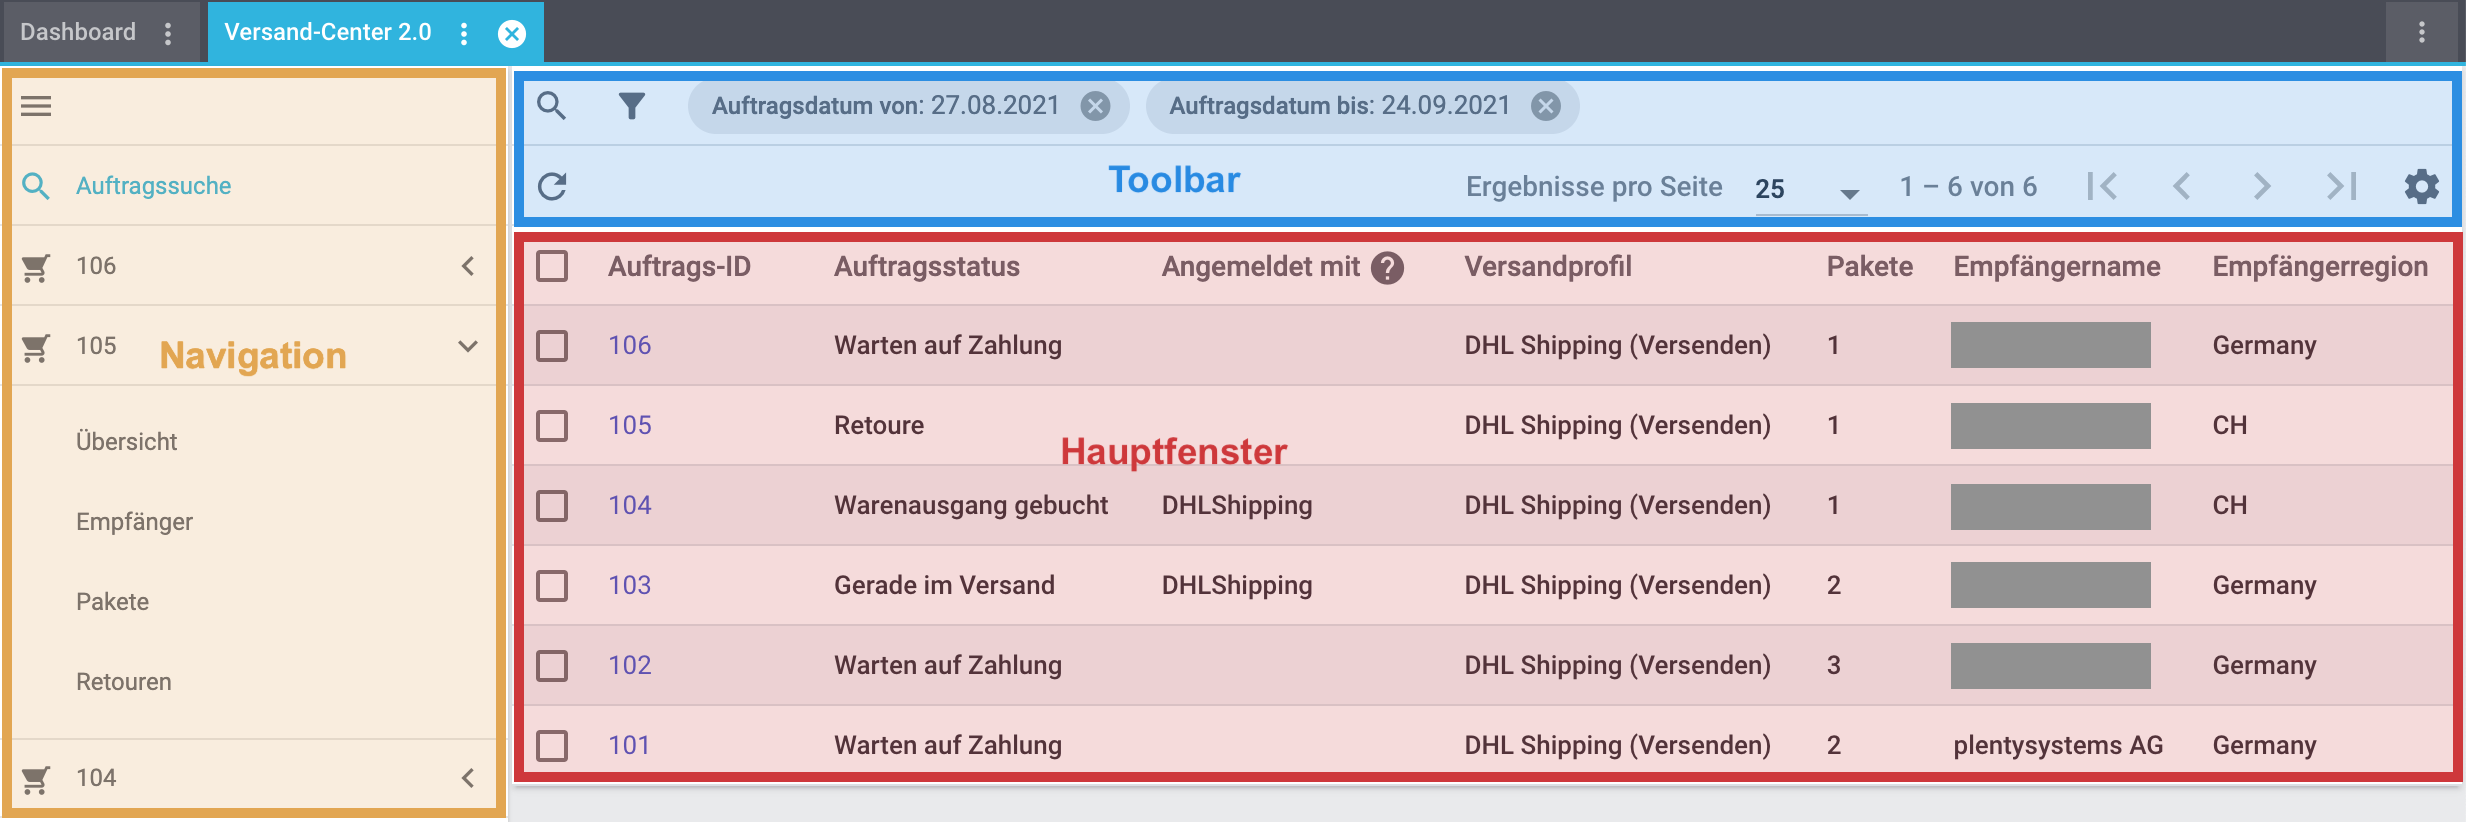 Dashboard Versand-Center 2.0
Auftragssuche
106
105
Navigation
Übersicht
Empfänger
Pakete
Retouren
104
Auftragsdatum von: 27.08.2021 Auftragsdatum bis: 24.09.2021
Toolbar
Ergebnisse pro Seite 25 1 – 6 von 6
Auftrags-ID Auftragsstatus Angemeldet mit ? Versandprofil Pakete Empfängername Empfängerregion
106 Warten auf Zahlung DHL Shipping (Versenden) 1 Germany
105 Retoure DHL Shipping (Versenden) 1 CH
Hauptfenster
104 Warenausgang gebucht DHLShipping DHL Shipping (Versenden) 1 CH
103 Gerade im Versand DHLShipping DHL Shipping (Versenden) 2 Germany
102 Warten auf Zahlung DHL Shipping (Versenden) 3 Germany
101 Warten auf Zahlung DHL Shipping (Versenden) 2 plentysystems AG Germany